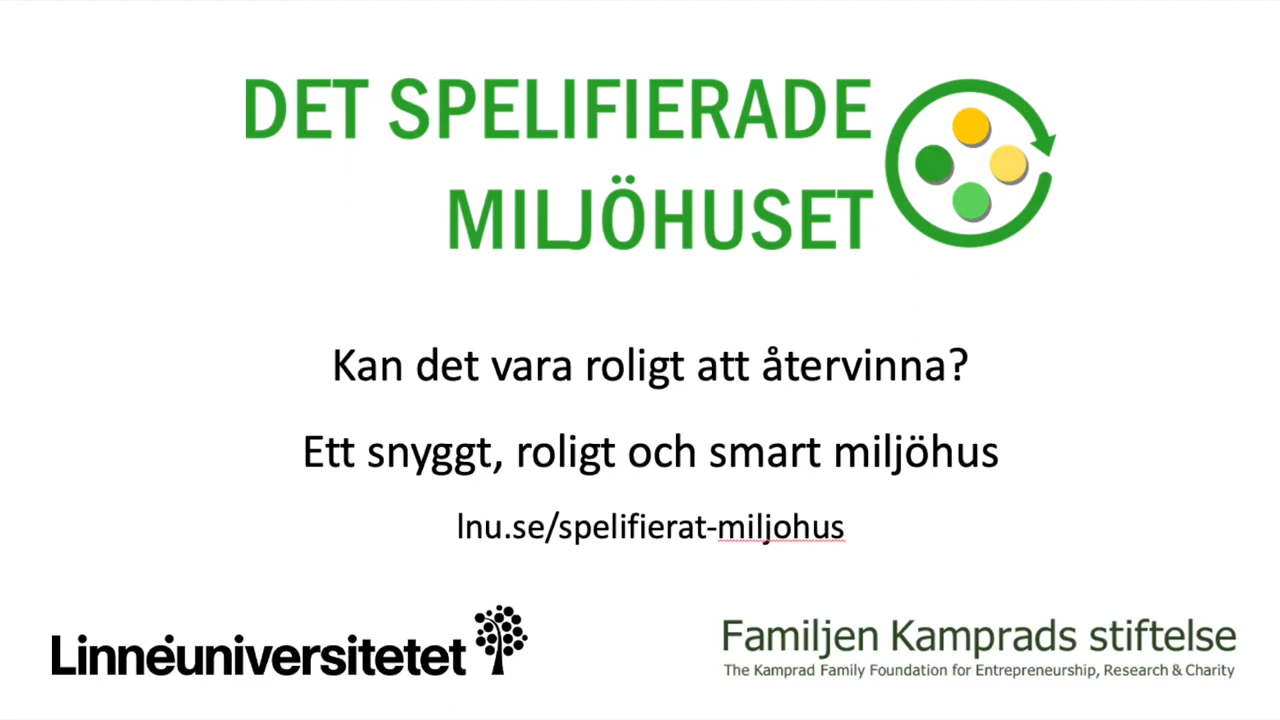 DET SPELIFIERADE
MILJÖHUSET
Kan det vara roligt att återvinna?
Ett snyggt, roligt och smart miljöhus
lnu.se/spelifierat-miljohus
Linnéuniversitetet
Familjen Kamprads stiftelse
The Kamprad Family Foundation for Entrepreneurship, Research & Charity